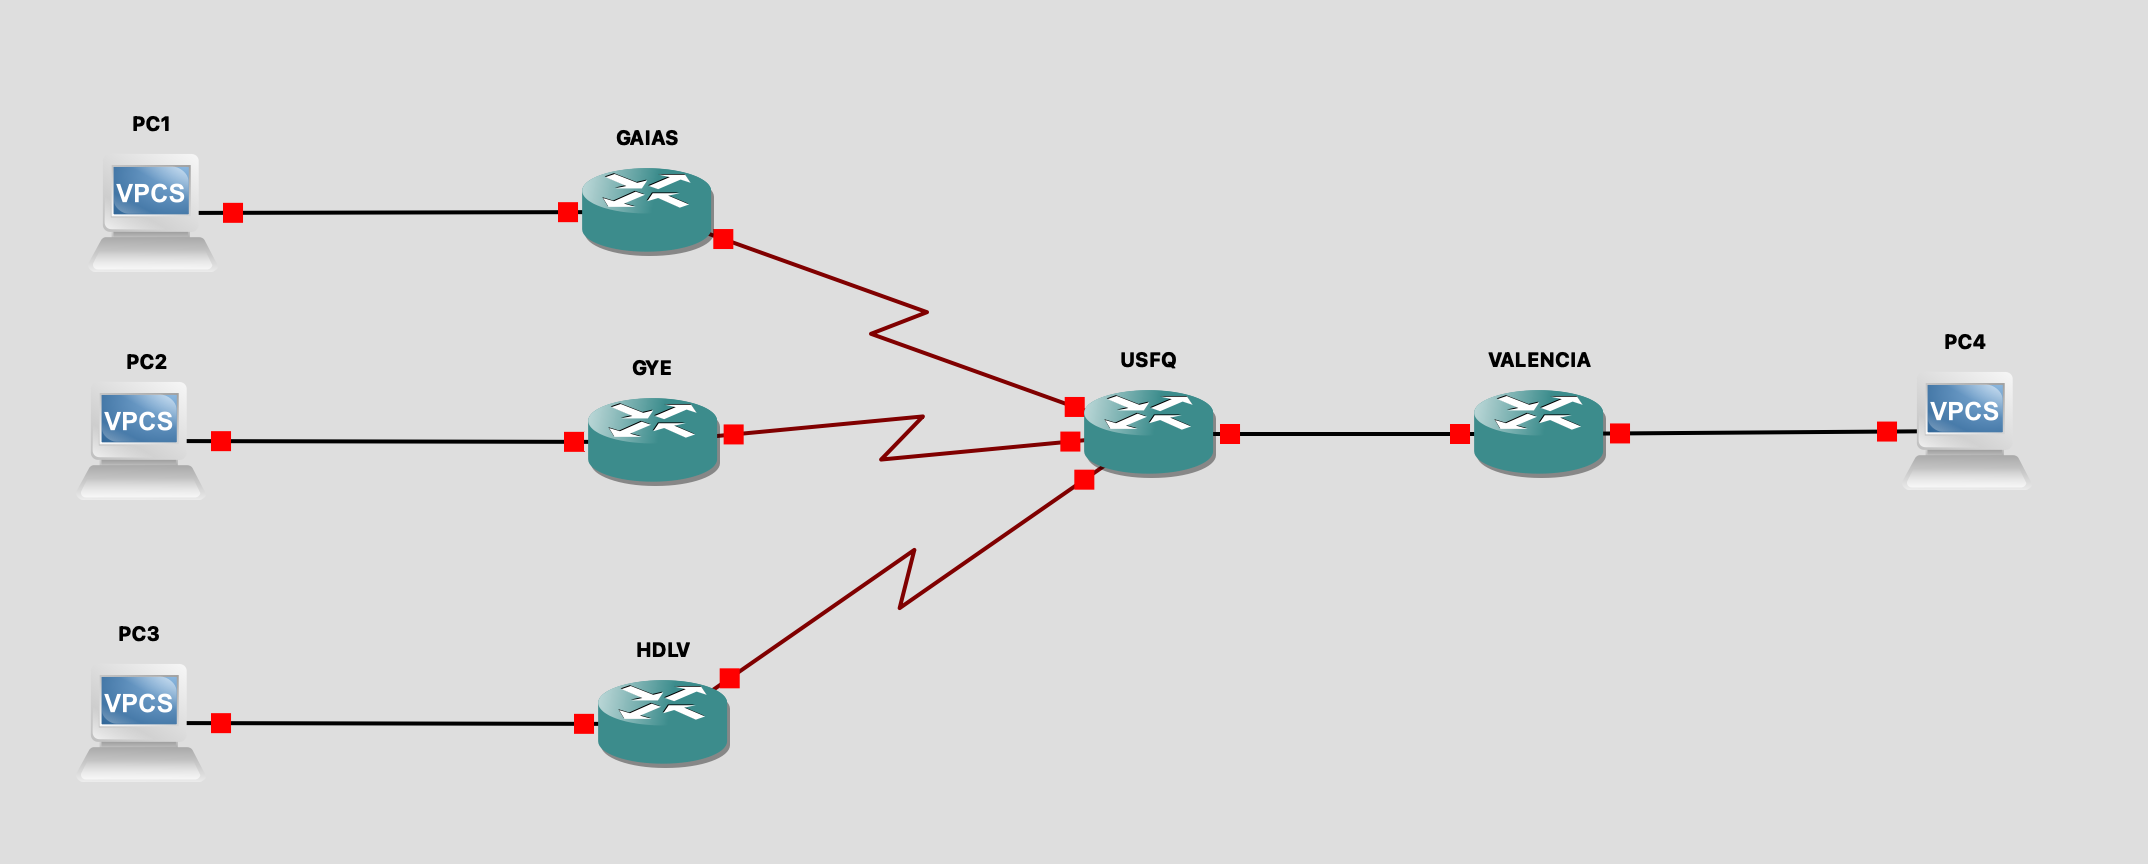 PC1
VPCS
GAIAS
PC2
VPCS
GYE
USFQ
VALENCIA
PC4
VPCS
PC3
VPCS
HDLV